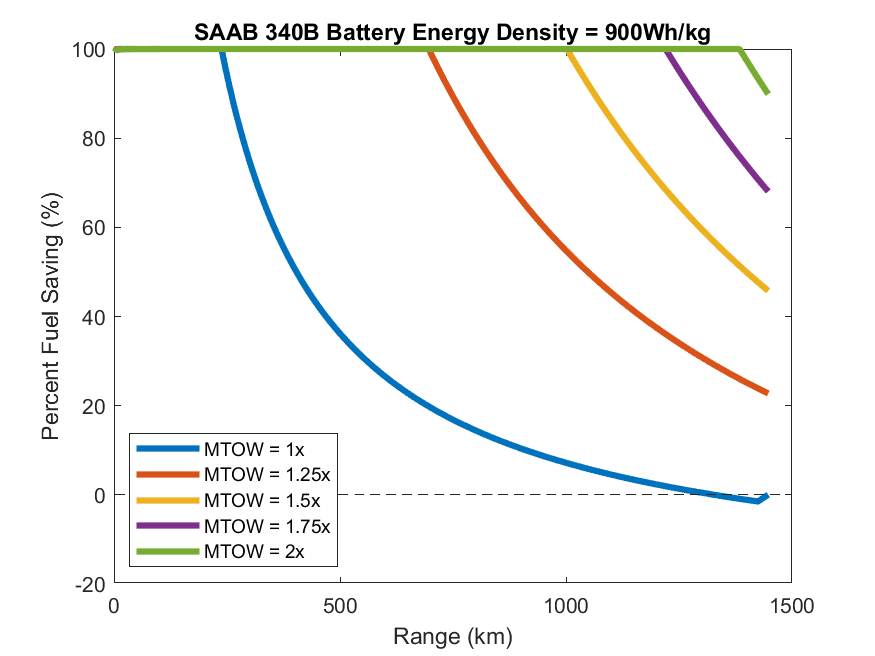 SAAB 340B Battery Energy Density = 900Wh/kg
100
80
60
40
20
0
-20
Percent Fuel Saving (%)
MTOW = 1x
MTOW = 1.25x
MTOW = 1.5x
MTOW = 1.75x
MTOW = 2x
0 500 1000 1500
Range (km)